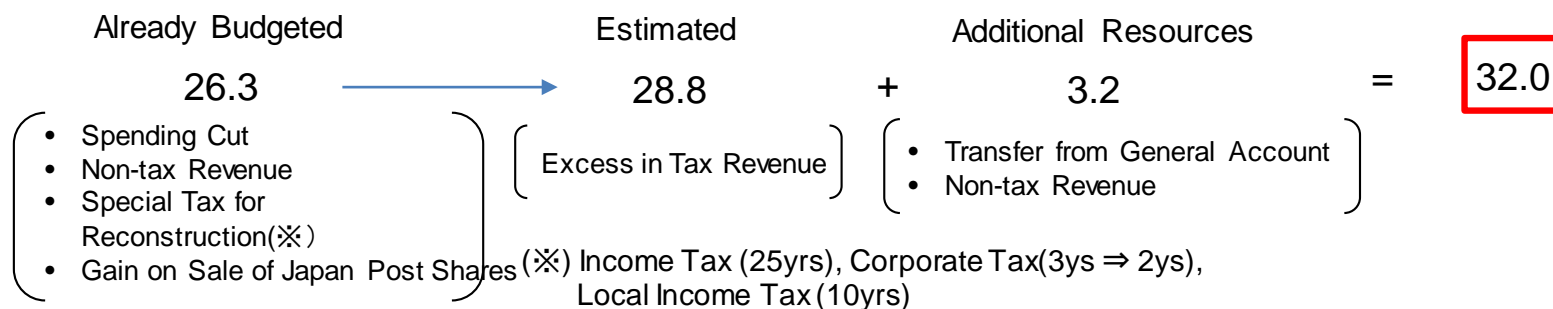 Already Budgeted
Estimated
Additional Resources
26.3
28.8
+
3.2
=
32.0
• Spending Cut
• Non-tax Revenue
• Special Tax for
Reconstruction(※)
• Gain on Sale of Japan Post Shares
Excess in Tax Revenue
• Transfer from General Account
• Non-tax Revenue
(※) Income Tax (25yrs), Corporate Tax(3ys ⇒ 2ys),
Local Income Tax (10yrs)